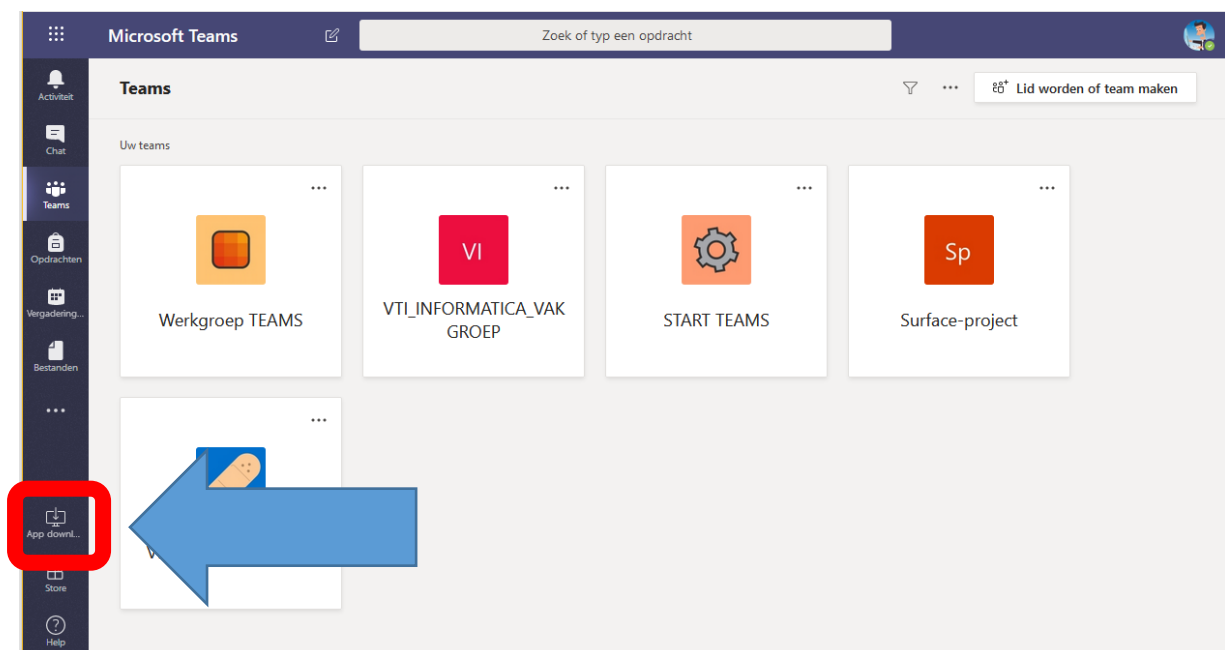 Microsoft Teams
Zoek of typ een opdracht
Activiteit
Chat
Teams
Opdrachten
Vergadering...
Bestanden
App downl...
Store
Help
Teams
Lid worden of team maken
Uw teams
Werkgroep TEAMS
VI
VTI_INFORMATICA_VAK
GROEP
START TEAMS
Sp
Surface-project